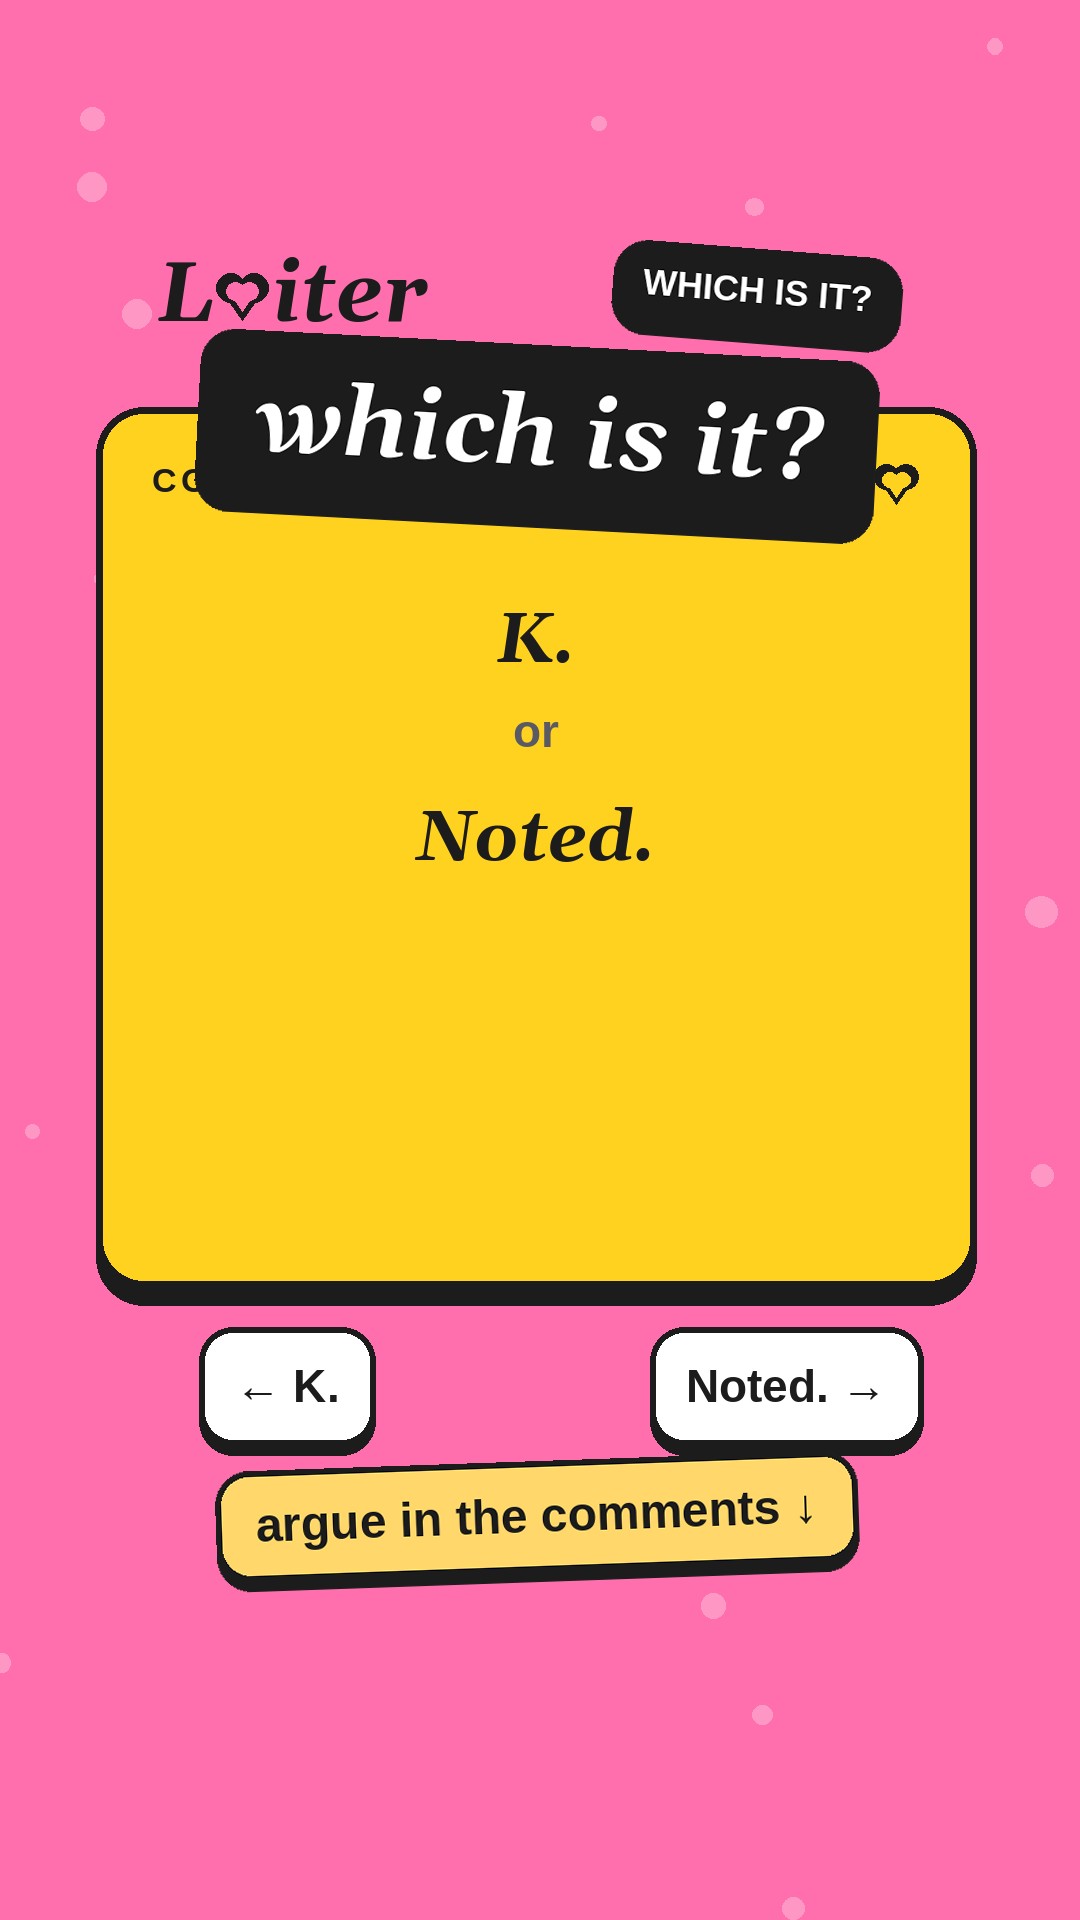 Loiter
WHICH IS IT?
which is it?
K.
or
Noted.
← K.
Noted. →
argue in the comments ↓